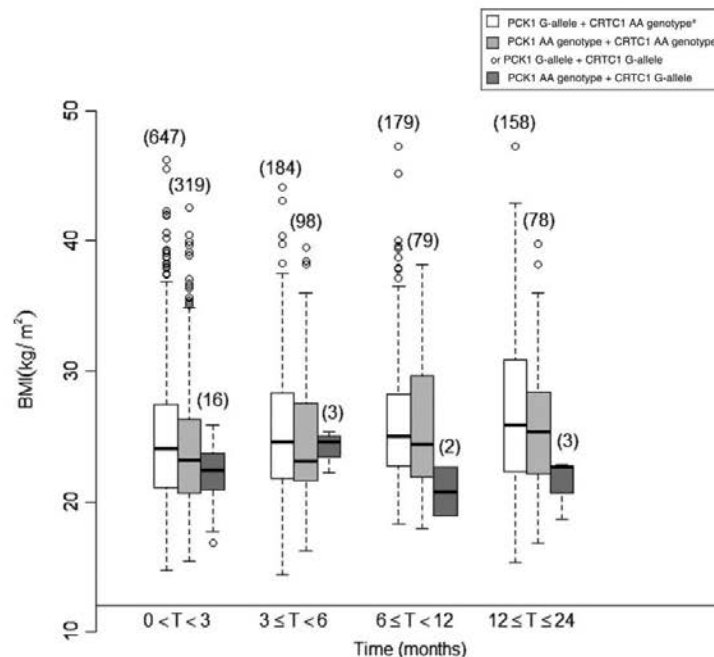 PCK1 G-allele + CRTC1 AA genotype*
PCK1 AA genotype + CRTC1 AA genotype
or PCK1 G-allele + CRTC1 G-allele
PCK1 AA genotype + CRTC1 G-allele
50
(647)
(319)
(16)
(184)
(98)
(3)
(179)
(79)
(2)
(158)
(78)
(3)
40
30
20
10
BMI(kg/m²)
0 < T < 3
3 ≤ T < 6
6 ≤ T < 12
12 ≤ T ≤ 24
Time (months)